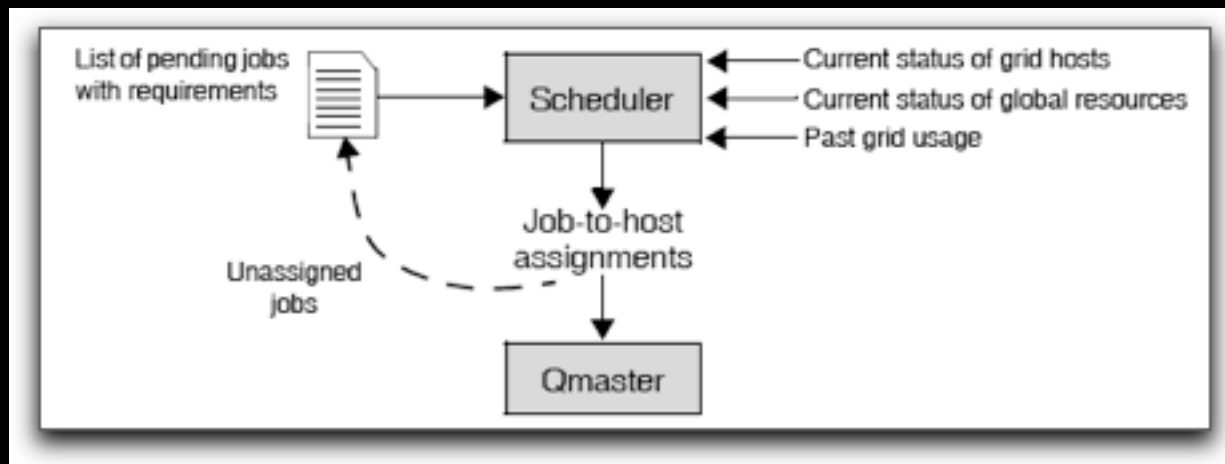 List of pending jobs
with requirements
Scheduler
Current status of grid hosts
Current status of global resources
Past grid usage
Job-to-host
assignments
Unassigned
jobs
Qmaster